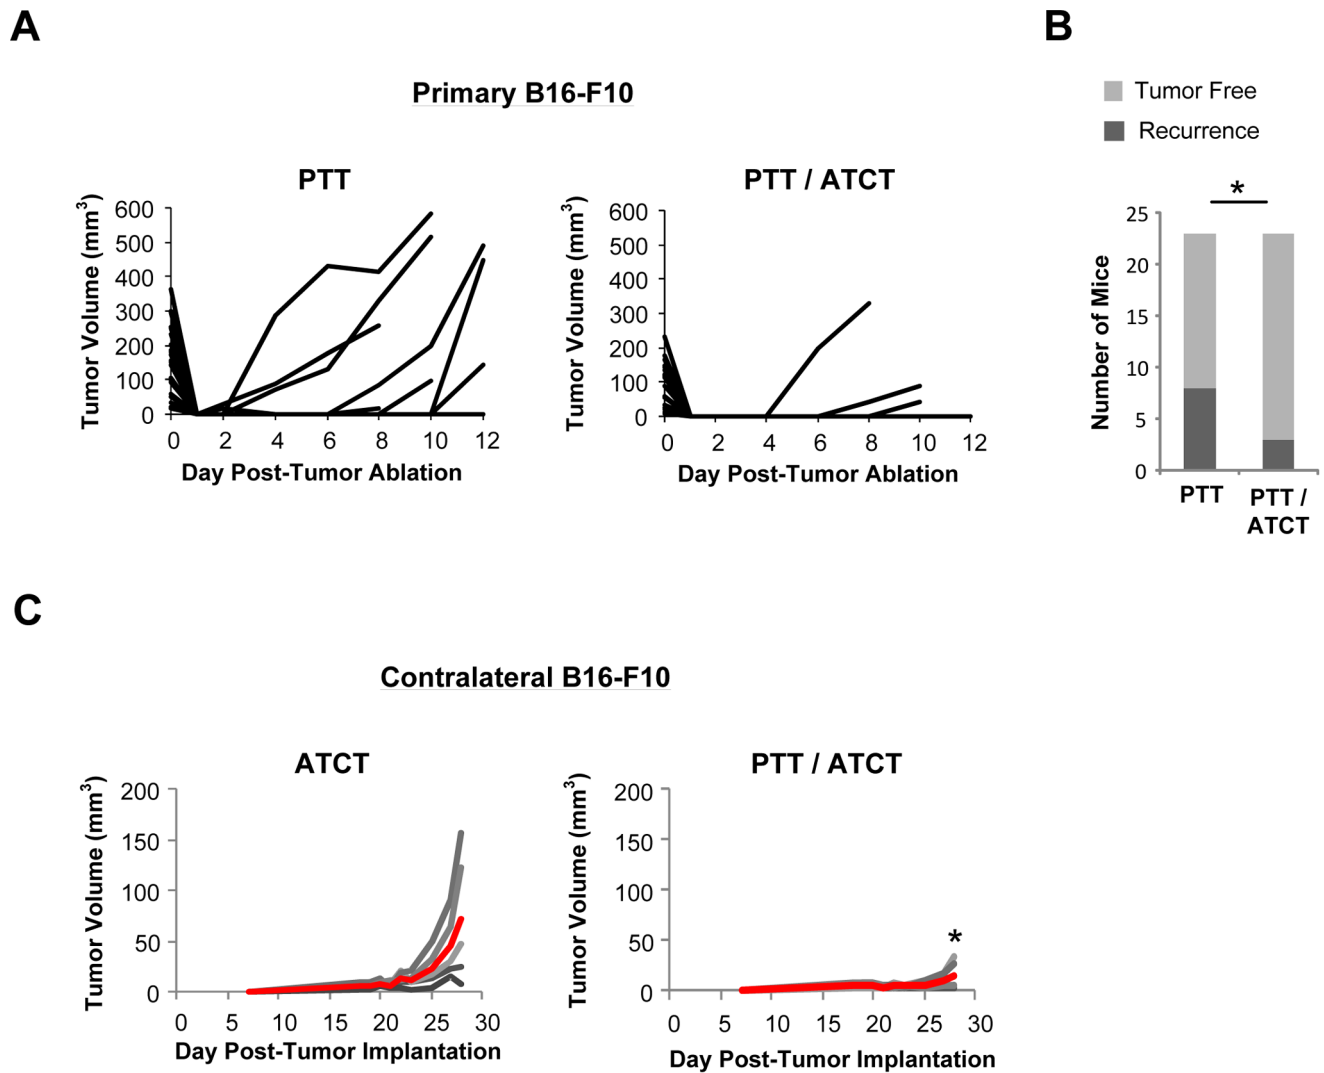 A
B
Primary B16-F10
Tumor Free
Recurrence
PTT
Tumor Volume (mm³)
600
500
400
300
200
100
0
0 2 4 6 8 10 12
Day Post-Tumor Ablation
PTT / ATCT
Tumor Volume (mm³)
600
500
400
300
200
100
0
0 2 4 6 8 10 12
Day Post-Tumor Ablation
*
Number of Mice
25
20
15
10
5
0
PTT
PTT /
ATCT
C
Contralateral B16-F10
ATCT
Tumor Volume (mm³)
200
150
100
50
0
0 5 10 15 20 25 30
Day Post-Tumor Implantation
PTT / ATCT
Tumor Volume (mm³)
200
150
100
50
0
*
0 5 10 15 20 25 30
Day Post-Tumor Implantation